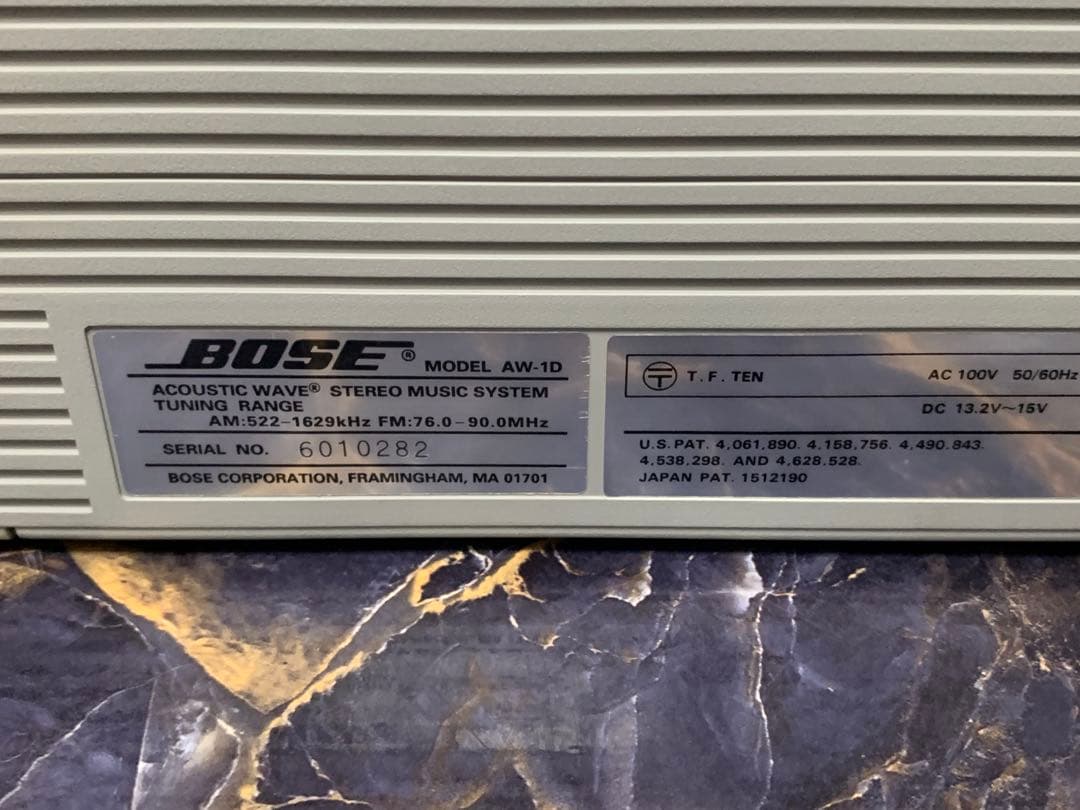 BOSE® MODEL AW-1D
ACOUSTIC WAVE® STEREO MUSIC SYSTEM
TUNING RANGE
AM:522-1629kHz FM:76.0-90.0MHz
SERIAL NO. 6010282
BOSE CORPORATION, FRAMINGHAM, MA 01701
T. F. TEN AC 100V 50/60Hz
DC 13.2V~15V
U.S.PAT. 4,061,890. 4,158,756. 4,490.843.
4,538,298. AND 4,628.528.
JAPAN PAT. 1512190